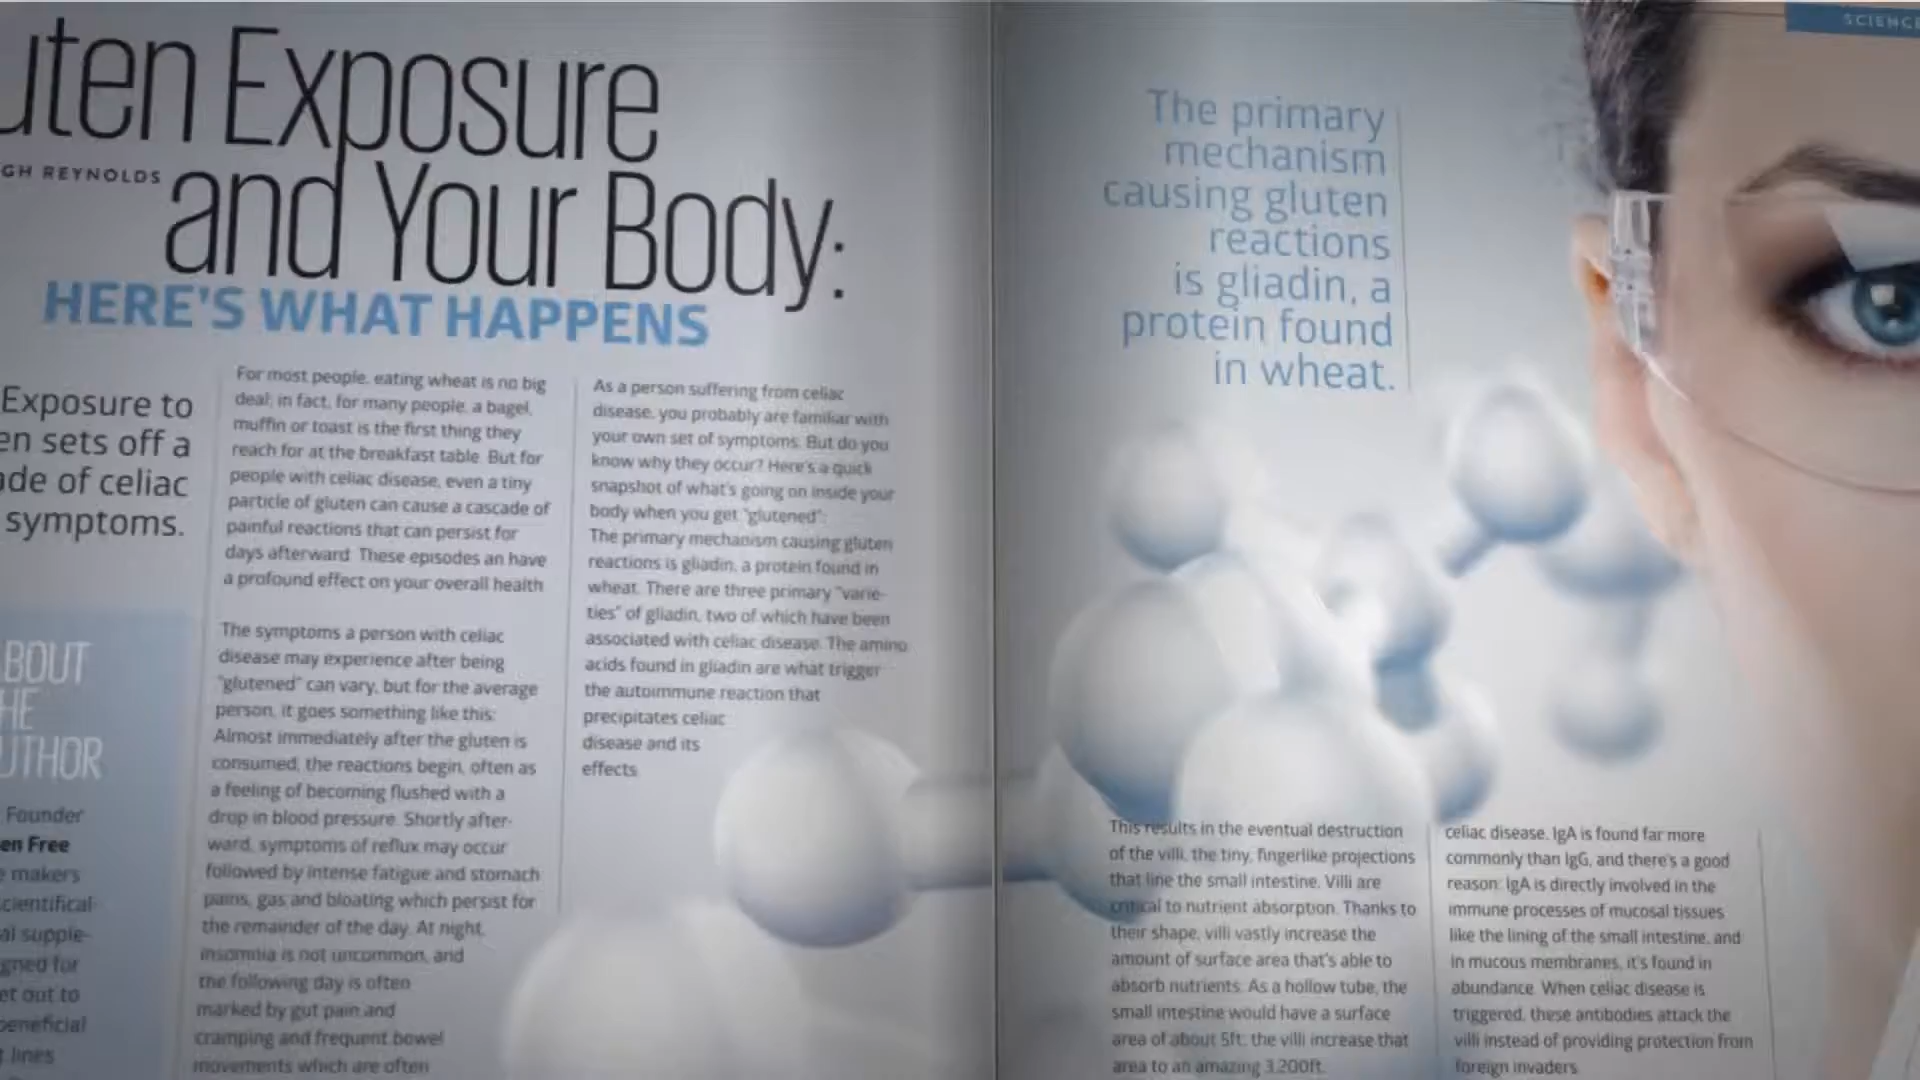 uten Exposure
GH REYNOLDS
and Your Body:
HERE'S WHAT HAPPENS
Exposure to
en sets off a
ade of celiac
symptoms.
For most people, eating wheat is no big
deal; in fact, for many people, a bagel,
muffin or toast is the first thing they
reach for at the breakfast table. But for
people with celiac disease, even a tiny
particle of gluten can cause a cascade of
painful reactions that can persist for
days afterward. These episodes an have
a profound effect on your overall health
The symptoms a person with celiac
disease may experience after being
"glutened" can vary, but for the average
person, it goes something like this:
Almost immediately after the gluten is
consumed, the reactions begin, often as
a feeling of becoming flushed with a
drop in blood pressure. Shortly after-
ward, symptoms of reflux may occur
followed by intense fatigue and stomach
pains, gas and bloating which persist for
the remainder of the day. At night,
insomnia is not uncommon, and
the following day is often
marked by gut pain and
cramping and frequent bowel
movements which are often
As a person suffering from celiac
disease, you probably are familiar with
your own set of symptoms. But do you
know why they occur? Here's a quick
snapshot of what's going on inside your
body when you get "glutened":
The primary mechanism causing gluten
reactions is gliadin, a protein found in
wheat. There are three primary "varie-
ties" of gliadin, two of which have been
associated with celiac disease. The amino
acids found in gliadin are what trigger
the autoimmune reaction that
precipitates celiac
disease and its
effects.
BOUT
HE
UTHOR
Founder
en Free
e makers
cientifical-
al supple-
gned for
et out to
beneficial
t lines
SCIENCE
The primary
mechanism
causing gluten
reactions
is gliadin, a
protein found
in wheat.
This results in the eventual destruction
of the villi, the tiny, fingerlike projections
that line the small intestine. Villi are
critical to nutrient absorption. Thanks to
their shape, villi vastly increase the
amount of surface area that's able to
absorb nutrients. As a hollow tube, the
small intestine would have a surface
area of about 5ft; the villi increase that
area to an amazing 3,200ft.
celiac disease. IgA is found far more
commonly than IgG, and there's a good
reason: IgA is directly involved in the
immune processes of mucosal tissues
like the lining of the small intestine, and
in mucous membranes, it's found in
abundance. When celiac disease is
triggered, these antibodies attack the
villi instead of providing protection from
foreign invaders.